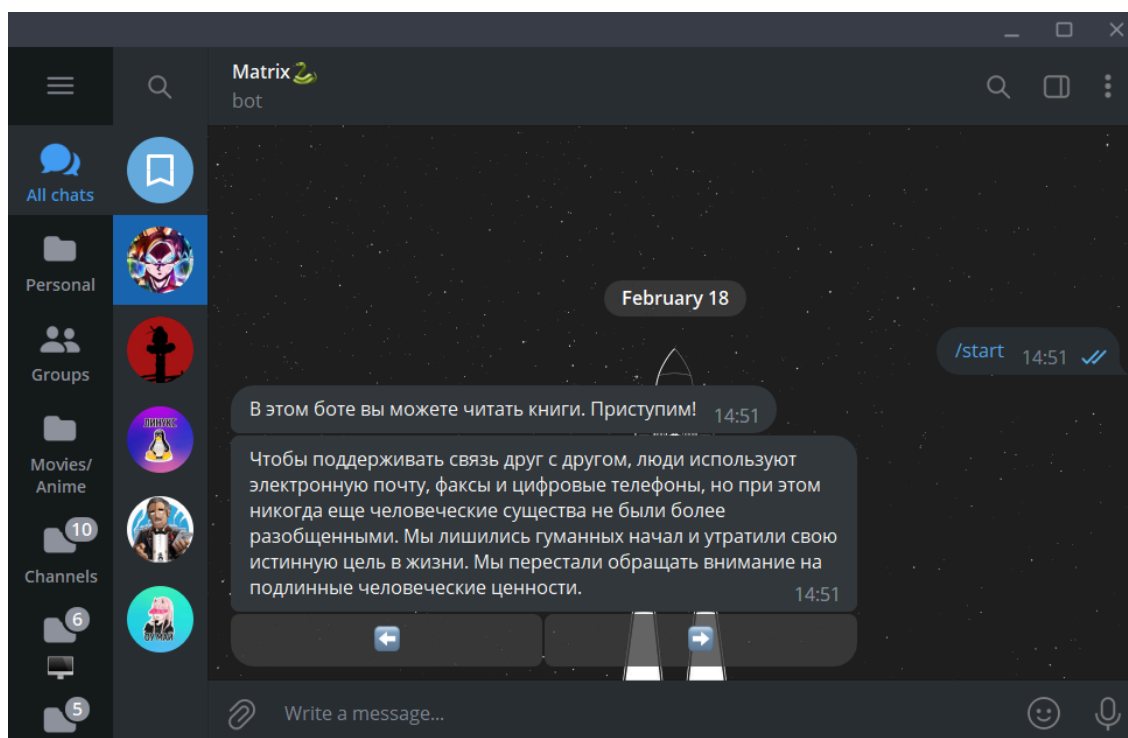 Matrix🐍
bot
All chats
Personal
Groups
Movies/
Anime
10
Channels
6
5
ЛИНУКС
ОУ МАЙ
February 18
/start 14:51
В этом боте вы можете читать книги. Приступим! 14:51
Чтобы поддерживать связь друг с другом, люди используют
электронную почту, факсы и цифровые телефоны, но при этом
никогда еще человеческие существа не были более
разобщенными. Мы лишились гуманных начал и утратили свою
истинную цель в жизни. Мы перестали обращать внимание на
подлинные человеческие ценности. 14:51
Write a message...